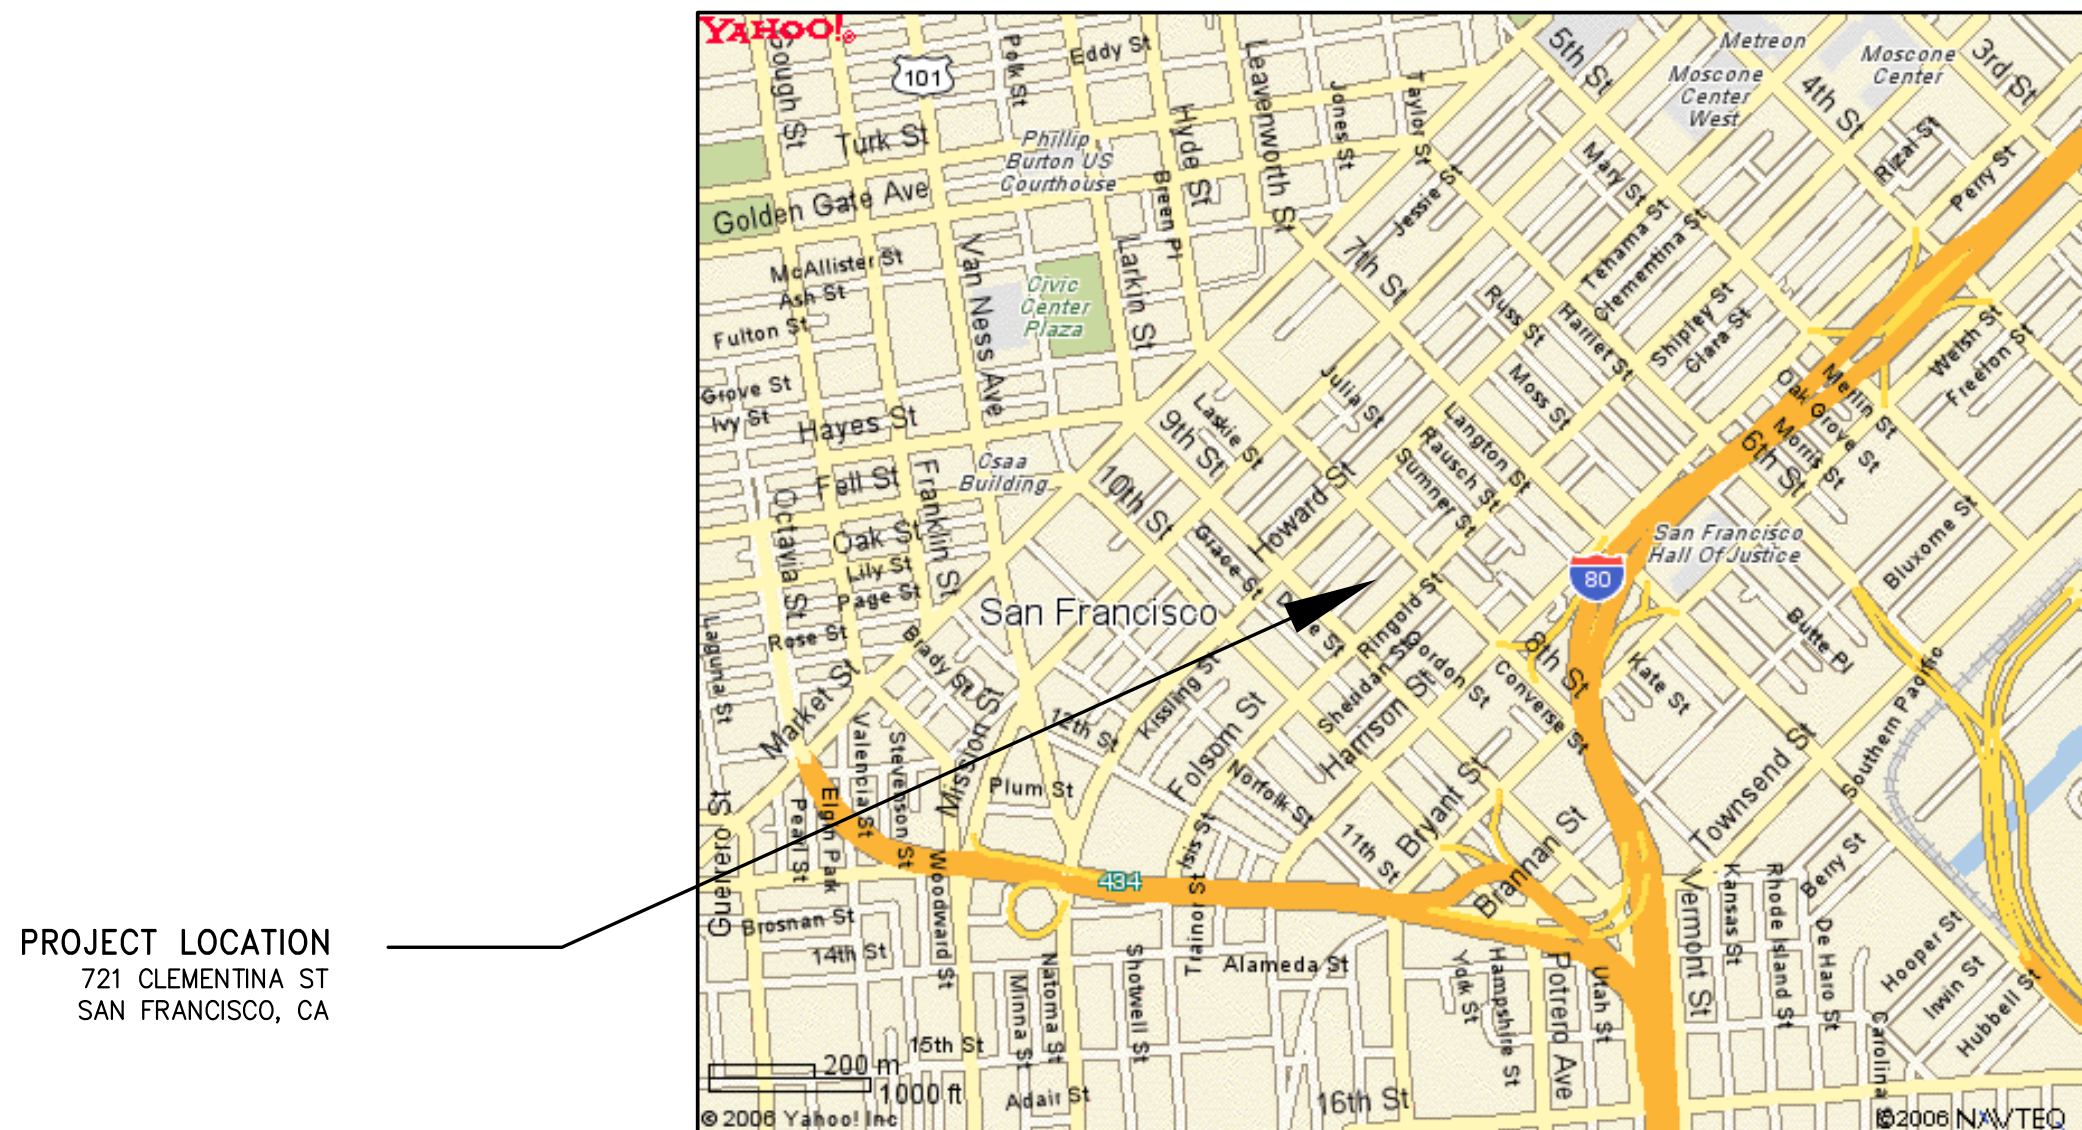 YAHOO!®
Gough St
101
Polk St
Eddy St
Leavenworth St
Jones St
Taylor St
5th St
Metreon
Moscone
Center
West
Moscone
Center
3rd St
4th St
Turk St
Phillip
Burton US
Courthouse
Hyde St
Breen Pl
Golden Gate Ave
Jessie St
Mary St
Rizal St
Perry St
McAllister St
Ash St
Van Ness Ave
Civic
Center
Plaza
Larkin St
7th St
Tehama St
Clementina St
Fulton St
Russ St
Harriet St
Shipley St
Clara St
Welsh St
Freelon St
Grove St
Ivy St
Hayes St
Julia St
Moss St
Merlin St
Oak Grove St
Morris St
6th St
Laskie St
9th St
Langton St
Rausch St
Sumner St
Fell St
Franklin St
Csaa
Building
10th St
Howard St
Octavia St
Oak St
Lily St
Page St
Rose St
Grace St
San Francisco
Hall Of Justice
Bluxome St
80
San Francisco
Ringold St
Sheridan St
Gordon St
8th St
Butte Pl
Laguna St
Market St
Brady St
Mission St
12th St
Kissling St
Folsom St
Harrison St
Converse St
Kate St
Southern Pacific
Valencia St
Stevenson St
Plum St
Norfolk St
Bryant St
Townsend St
Guerrero St
Pearl St
Elgin Park
Woodward St
434
Isis St
11th St
Brannan St
Vermont St
Kansas St
Rhode Island St
Berry St
De Haro St
PROJECT LOCATION
721 CLEMENTINA ST
SAN FRANCISCO, CA
Brosnan St
14th St
Natoma St
Minna St
Shotwell St
Alameda St
York St
Hampshire St
Potrero Ave
Utah St
Hooper St
Irwin St
Hubbell St
15th St
Adair St
16th St
200 m
1000 ft
© 2006 Yahoo! Inc
©2006 NAVTEQ